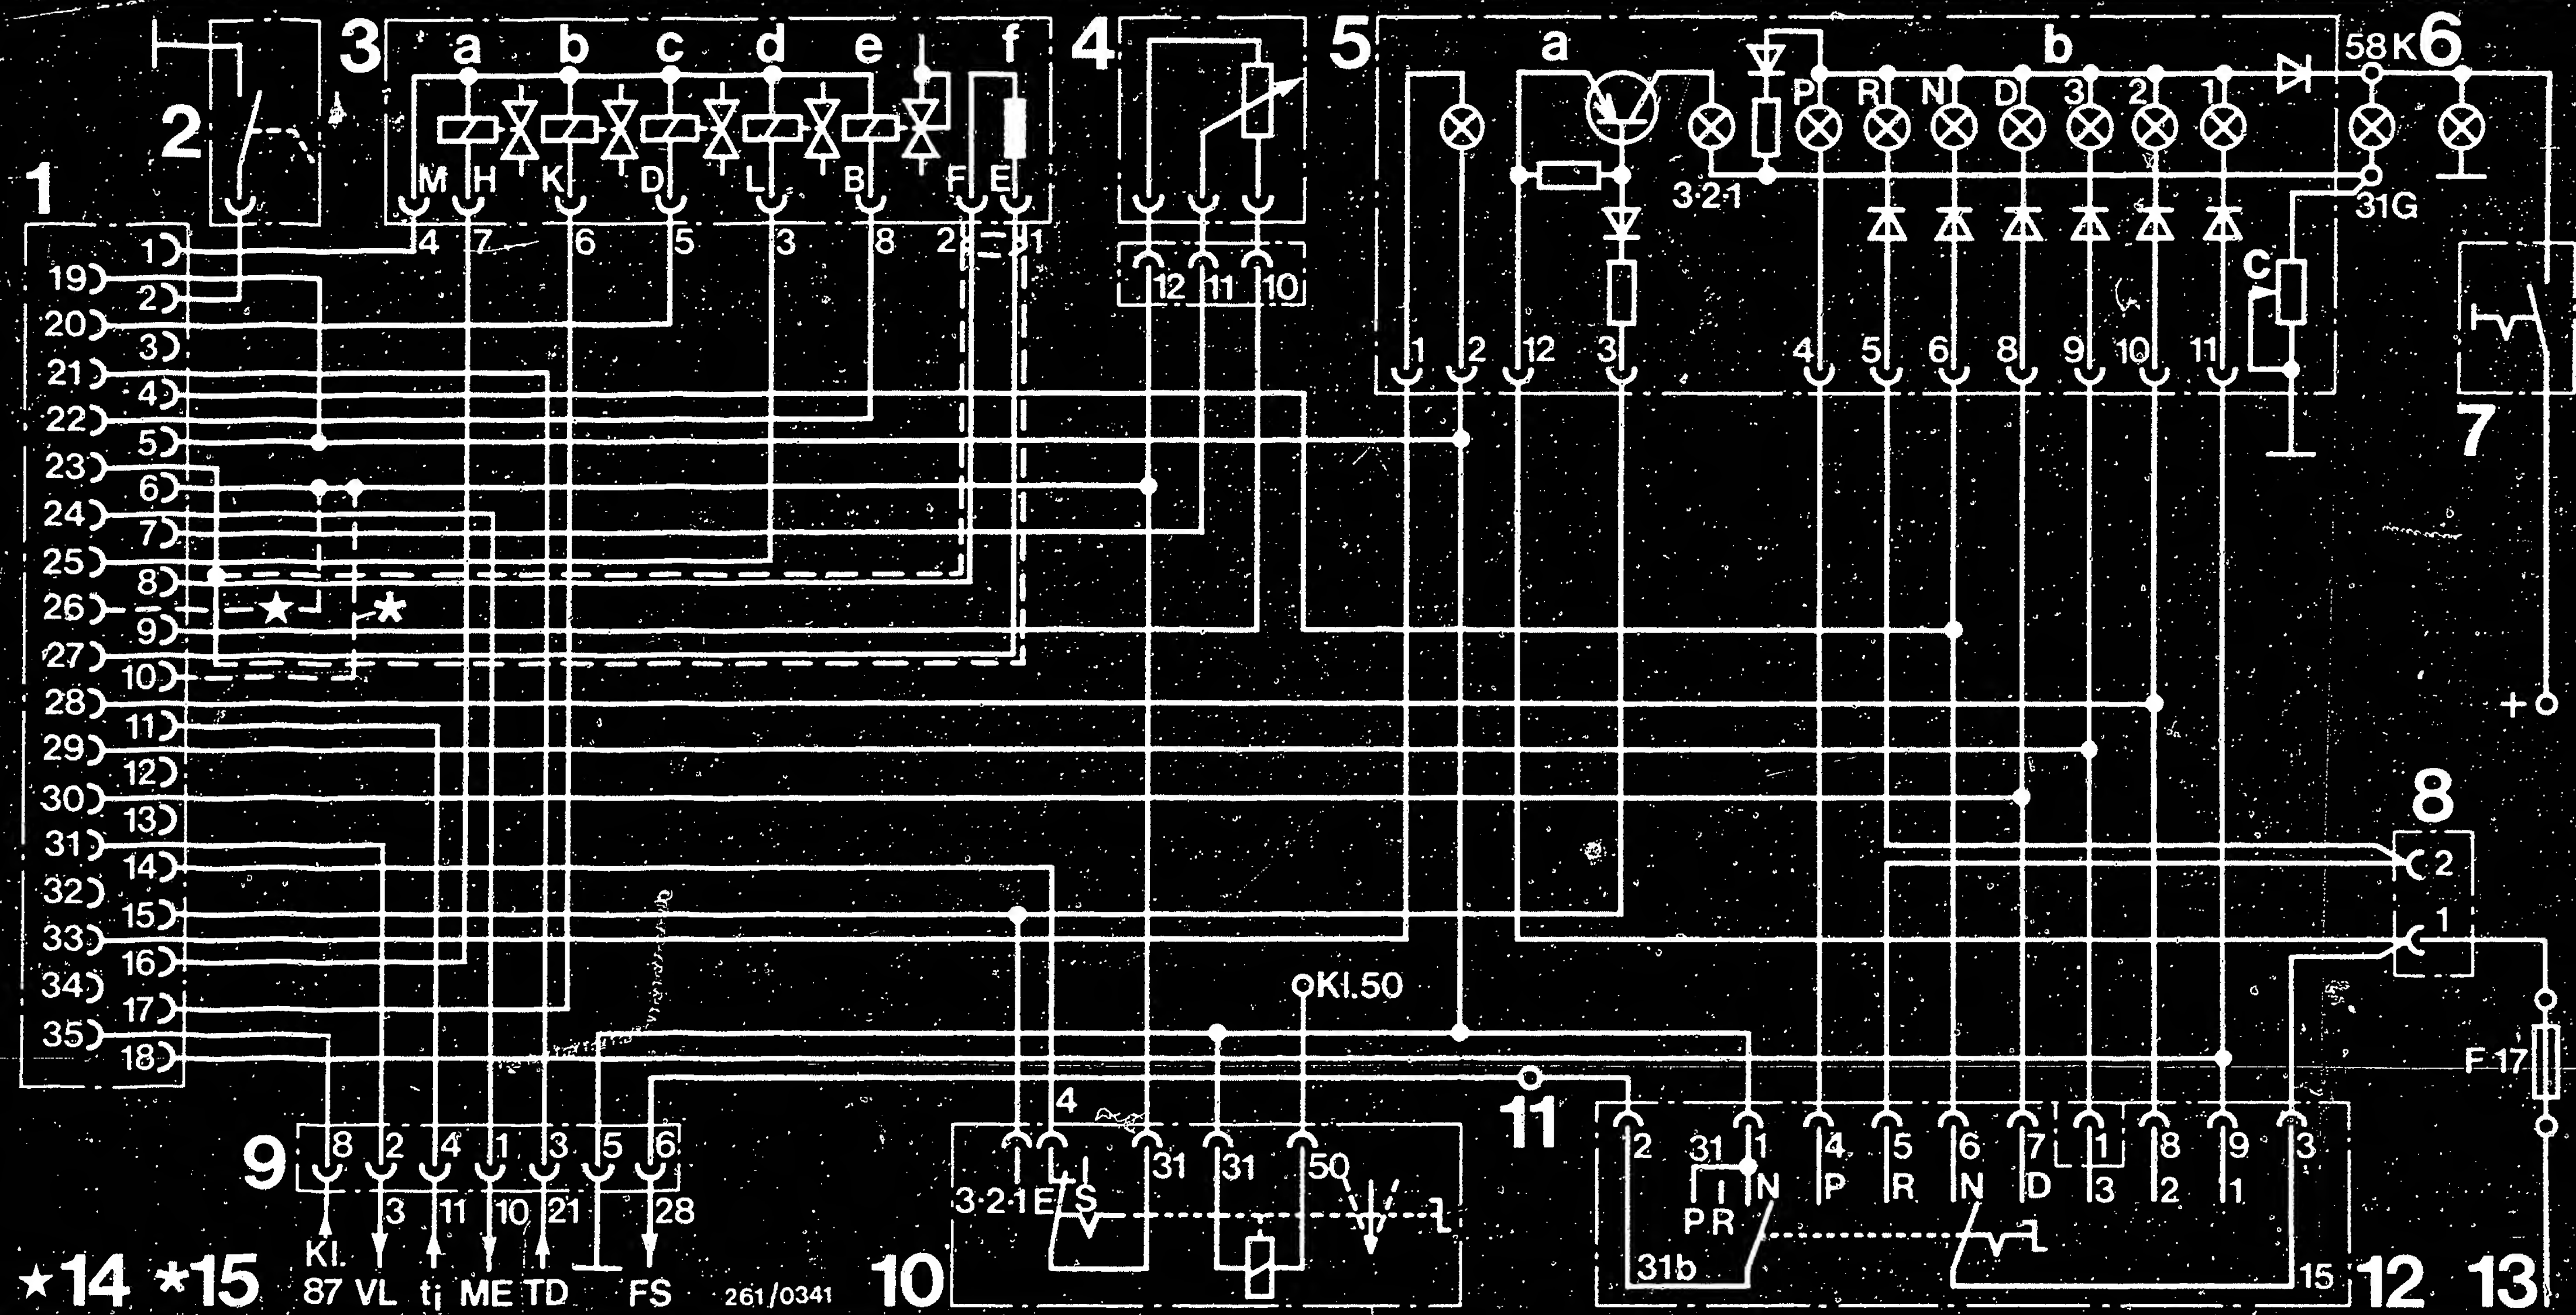 3 a b c d e f 4 5 a b 58K 6
2
P R N D 3 2 1
M H K D L B F E
3·2·1 31G
1
4 7 6 5 3 8 2 1
12 11 10
C
1 2 12 3 4 5 6 8 9 10 11
7
1
19
2
20
3
21
4
22
5
23
6
24
7
25
8
26 ★ *
9
27
10
28
11
29
12
30
13
31
14
32
15
33
16
34
17
35
18
+
8
2
1
Kl.50
F 17
4
11
9 8 2 4 1 3 5 6
31 31 50
2 31 1 4 5 6 7 1 8 9 3
3·2·1 E S
N P R N D 3 2 1
P R
3 11 10 21 28
31b 15
Kl.
87 VL ti ME TD FS
★14 *15 261/0341 10 12 13